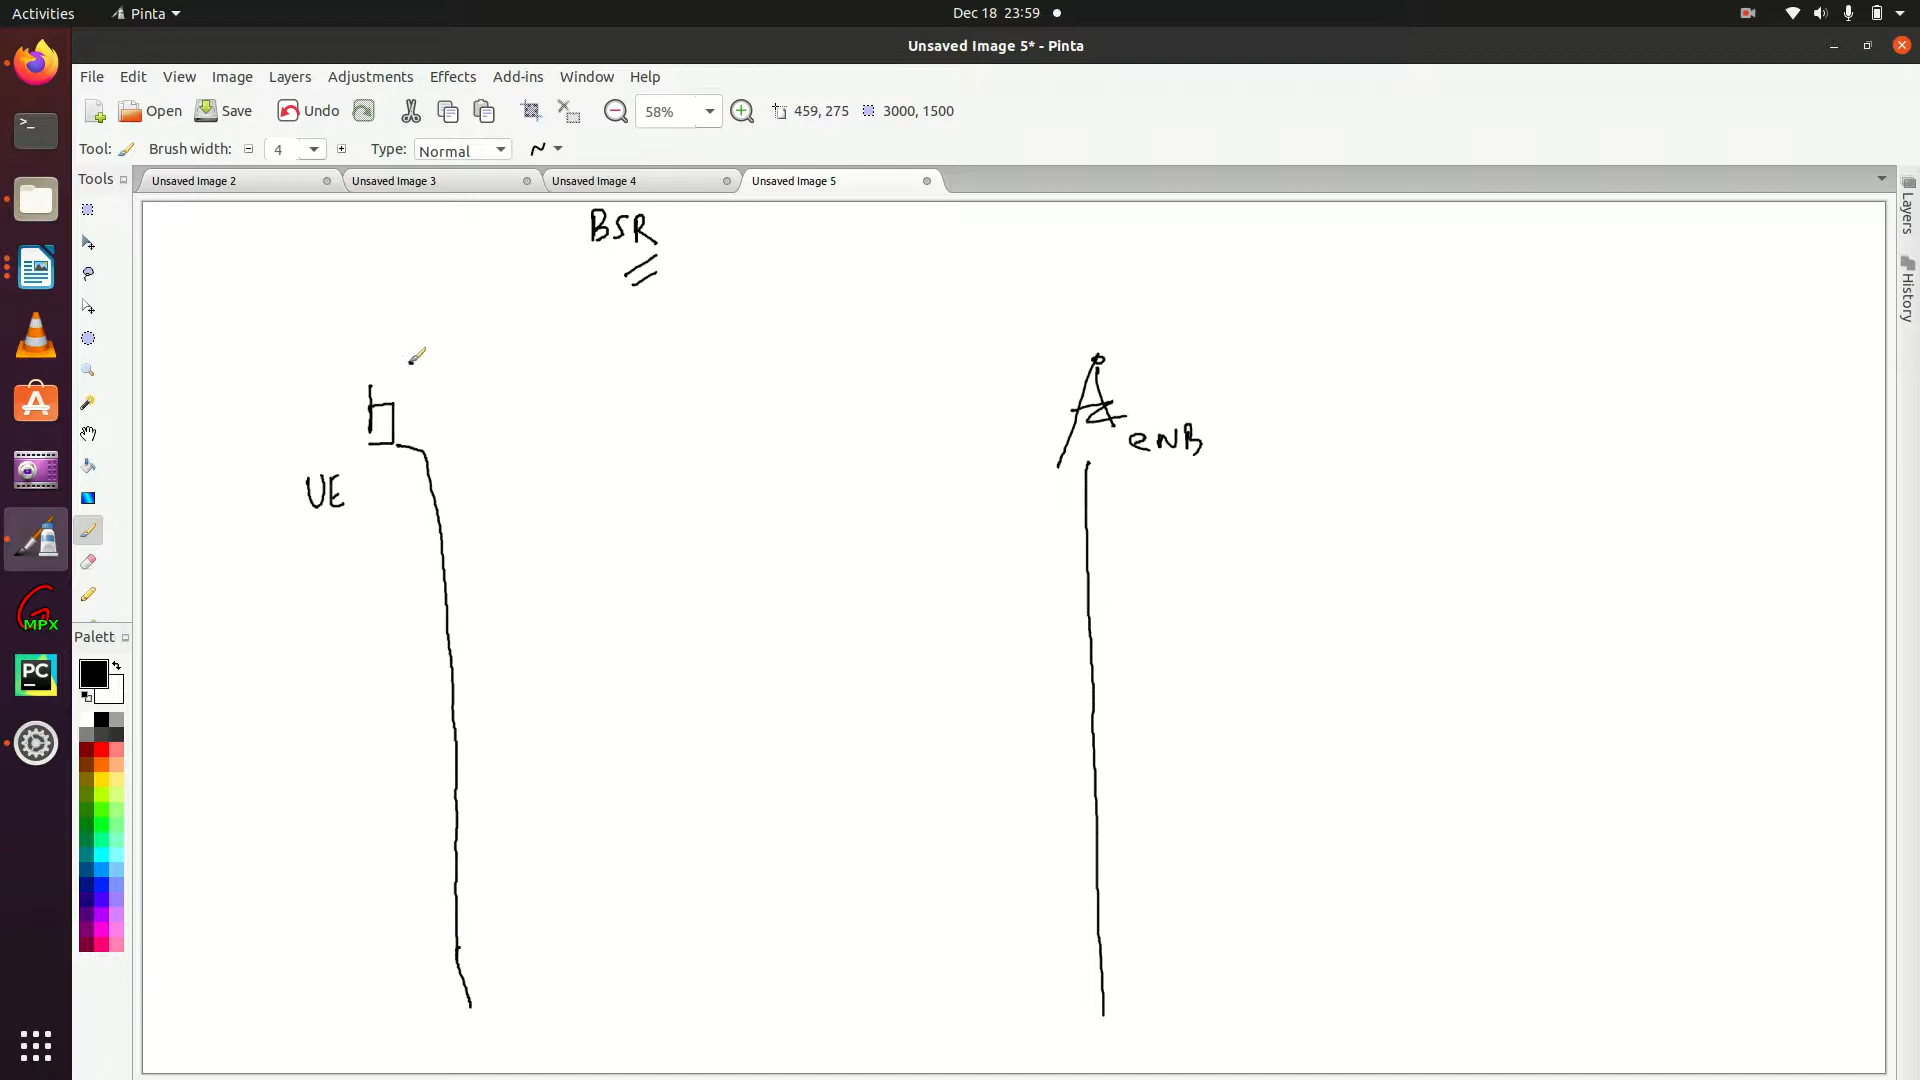 Activities
Pinta
Dec 18 23:59
Unsaved Image 5* - Pinta
File Edit View Image Layers Adjustments Effects Add-ins Window Help
Open Save Undo 58% 459, 275 3000, 1500
Tool: Brush width: 4 Type: Normal
Tools
Unsaved Image 2
Unsaved Image 3
Unsaved Image 4
Unsaved Image 5
Layers
History
BSR
eNB
UE
MPX
Palett
PC